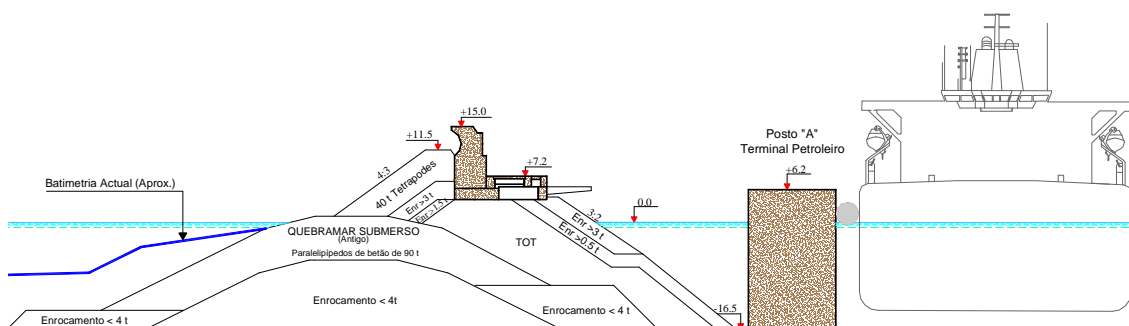 +15.0
+11.5
Posto "A"
Terminal Petroleiro
+7.2
+6.2
4:3
40 t Tetrapodes
Batimetria Actual (Aprox.)
Enr >3 t
Enr >1.5 t
3:2
0.0
Enr >3 t
Enr >0.5 t
QUEBRAMAR SUBMERSO
(Antigo)
TOT
Paralelipípedos de betão de 90 t
Enrocamento < 4t
Enrocamento < 4 t
Enrocamento < 4 t
-16.5